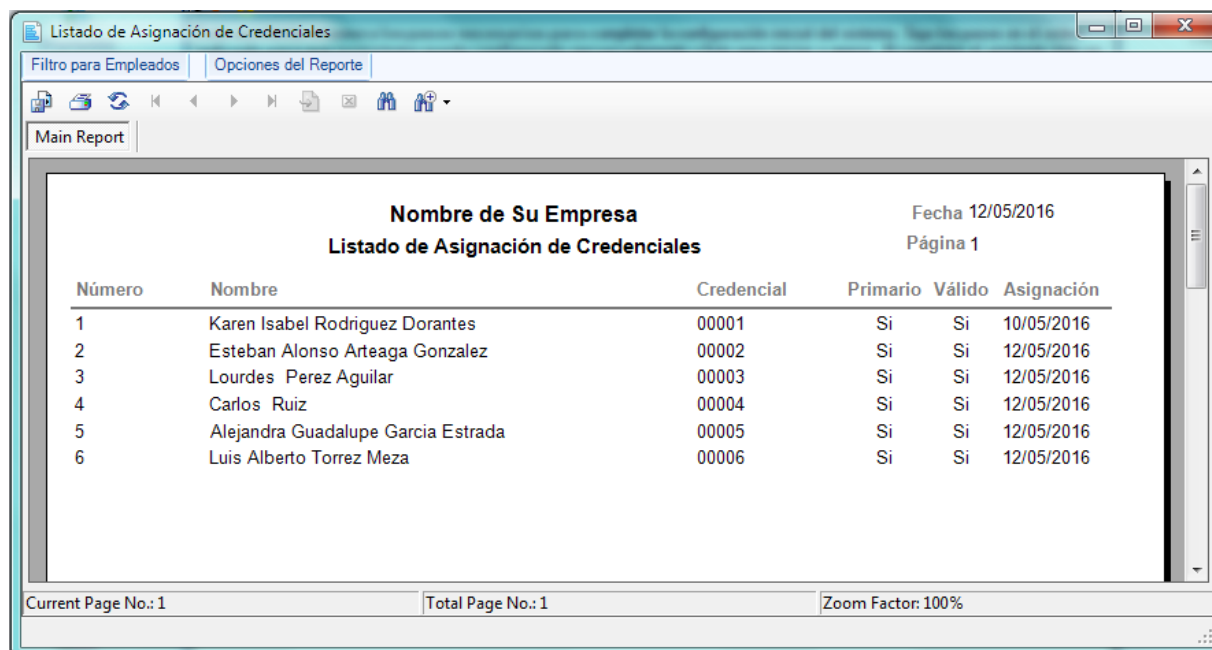 Listado de Asignación de Credenciales
Filtro para Empleados Opciones del Reporte
Main Report
Nombre de Su Empresa Fecha 12/05/2016
Listado de Asignación de Credenciales Página 1
Número Nombre Credencial Primario Válido Asignación
1 Karen Isabel Rodriguez Dorantes 00001 Si Si 10/05/2016
2 Esteban Alonso Arteaga Gonzalez 00002 Si Si 12/05/2016
3 Lourdes Perez Aguilar 00003 Si Si 12/05/2016
4 Carlos Ruiz 00004 Si Si 12/05/2016
5 Alejandra Guadalupe Garcia Estrada 00005 Si Si 12/05/2016
6 Luis Alberto Torrez Meza 00006 Si Si 12/05/2016
Current Page No.: 1 Total Page No.: 1 Zoom Factor: 100%